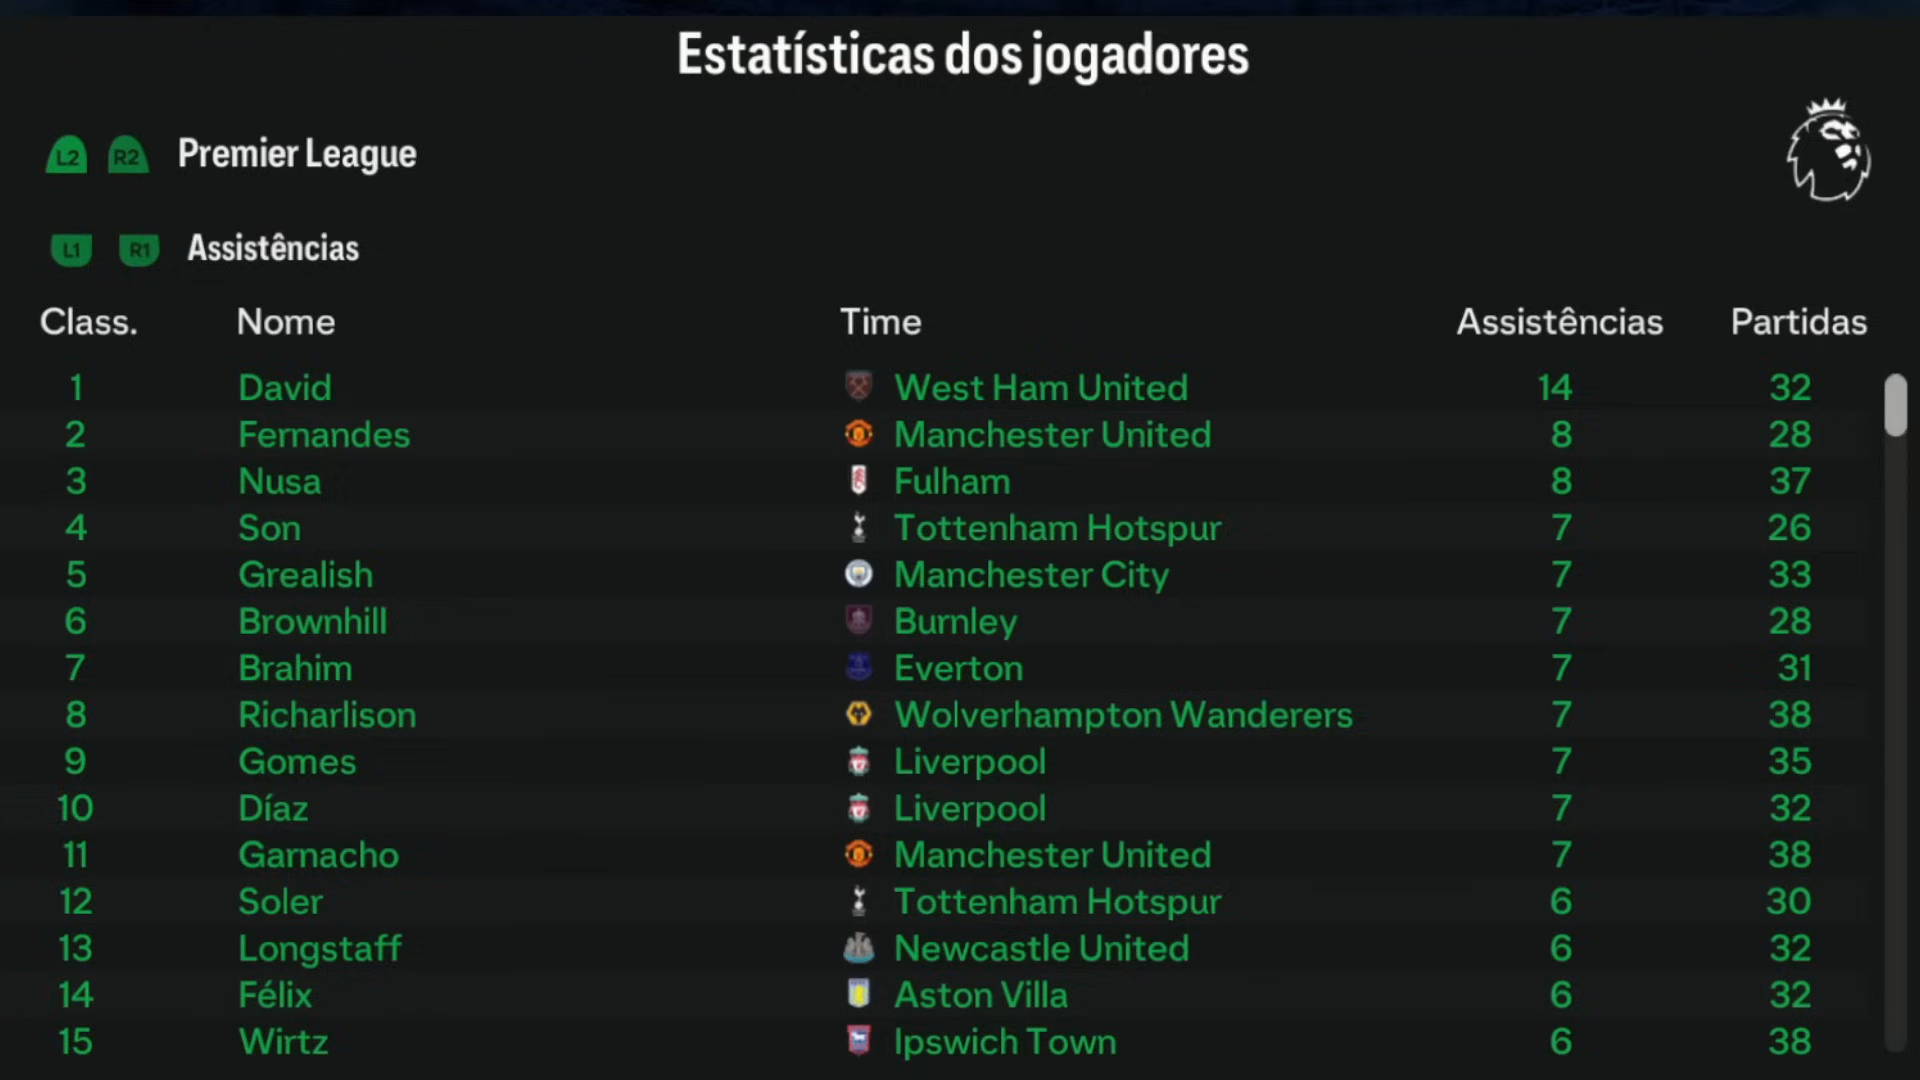 Estatísticas dos jogadores
L2 R2 Premier League
L1 R1 Assistências
Class. Nome Time Assistências Partidas
1 David West Ham United 14 32
2 Fernandes Manchester United 8 28
3 Nusa Fulham 8 37
4 Son Tottenham Hotspur 7 26
5 Grealish Manchester City 7 33
6 Brownhill Burnley 7 28
7 Brahim Everton 7 31
8 Richarlison Wolverhampton Wanderers 7 38
9 Gomes Liverpool 7 35
10 Díaz Liverpool 7 32
11 Garnacho Manchester United 7 38
12 Soler Tottenham Hotspur 6 30
13 Longstaff Newcastle United 6 32
14 Félix Aston Villa 6 32
15 Wirtz Ipswich Town 6 38